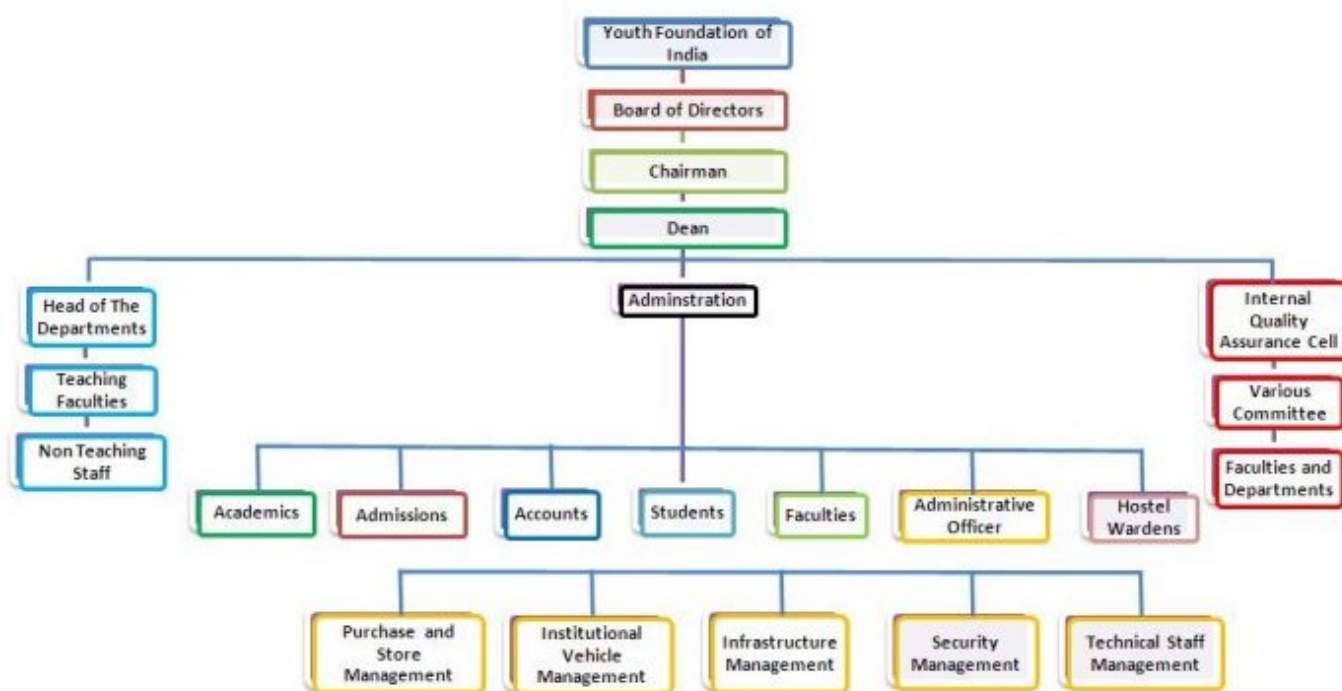 Youth Foundation of
India
Board of Directors
Chairman
Dean
Head of The
Departments
Adminstration
Internal
Quality
Assurance Cell
Teaching
Faculties
Various
Committee
Non Teaching
Staff
Faculties and
Departments
Academics
Admissions
Accounts
Students
Faculties
Administrative
Officer
Hostel
Wardens
Purchase and
Store
Management
Institutional
Vehicle
Management
Infrastructure
Management
Security
Management
Technical Staff
Management